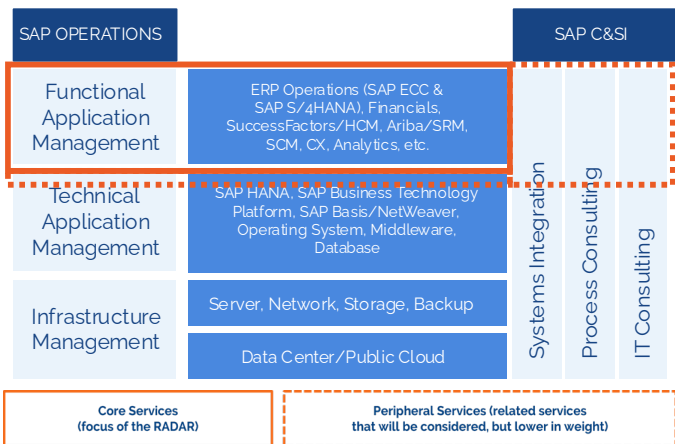 SAP OPERATIONS
SAP C&SI
Functional
Application
Management
ERP Operations (SAP ECC &
SAP S/4HANA), Financials,
SuccessFactors/HCM, Ariba/SRM,
SCM, CX, Analytics, etc.
Technical
Application
Management
SAP HANA, SAP Business Technology
Platform, SAP Basis/NetWeaver,
Operating System, Middleware,
Database
Infrastructure
Management
Server, Network, Storage, Backup
Data Center/Public Cloud
Systems Integration
Process Consulting
IT Consulting
Core Services
(focus of the RADAR)
Peripheral Services (related services
that will be considered, but lower in weight)